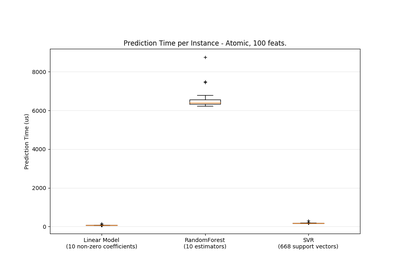 Prediction Time per Instance - Atomic, 100 feats.
Prediction Time (us)
8000
6000
4000
2000
0
Linear Model
(10 non-zero coefficients)
RandomForest
(10 estimators)
SVR
(668 support vectors)